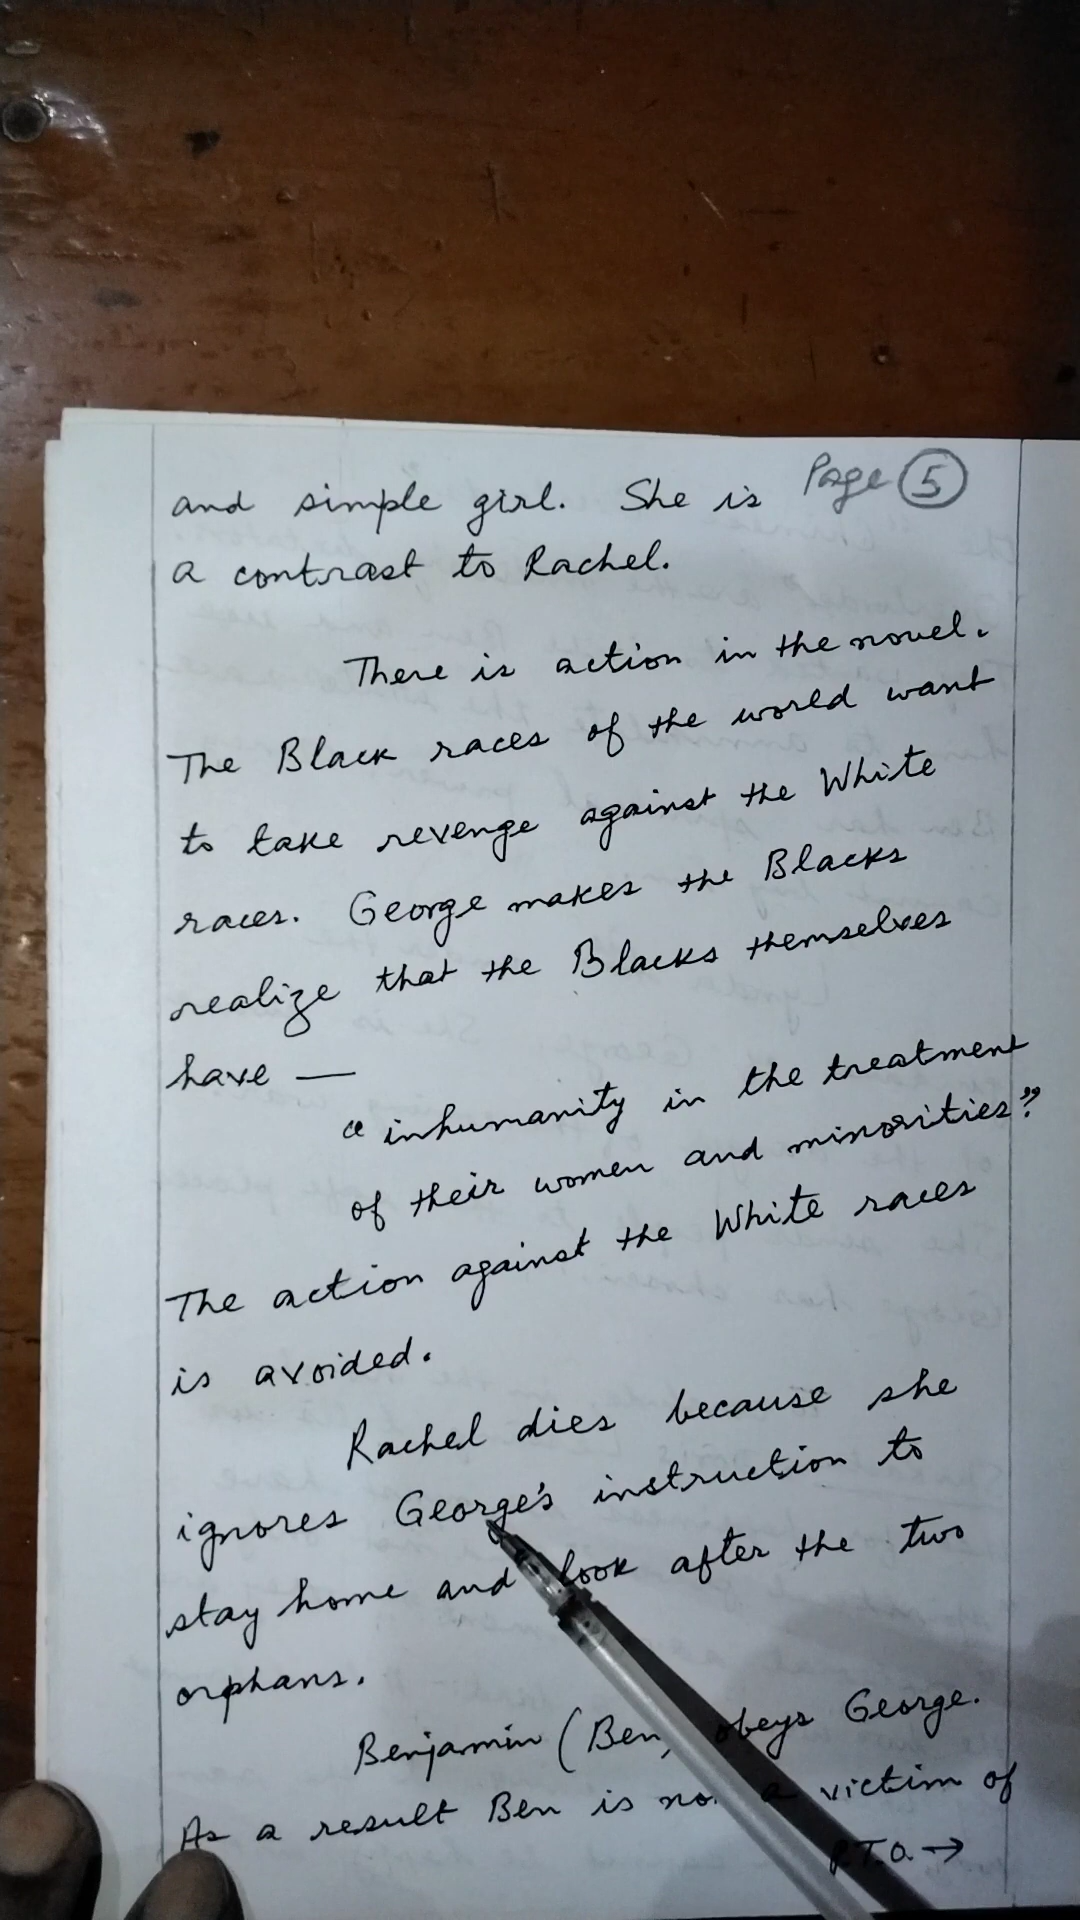 Page 5
and simple girl. She is
a contrast to Rachel.
There is action in the novel.
The Black races of the world want
to take revenge against the White
races. George makes the Blacks
realize that the Blacks themselves
have —
"inhumanity in the treatment
of their women and minorities"
The action against the White races
is avoided.
Rachel dies because she
ignores George's instruction to
stay home and look after the two
orphans.
Benjamin (Ben) obeys George.
As a result Ben is not a victim of
P.T.O. →